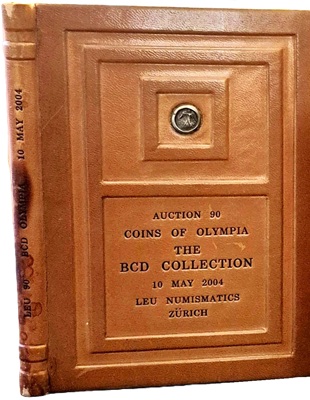 LEU 90 BCD OLYMPIA 10 MAY 2004
AUCTION 90
COINS OF OLYMPIA
THE
BCD COLLECTION
10 MAY 2004
LEU NUMISMATICS
ZÜRICH